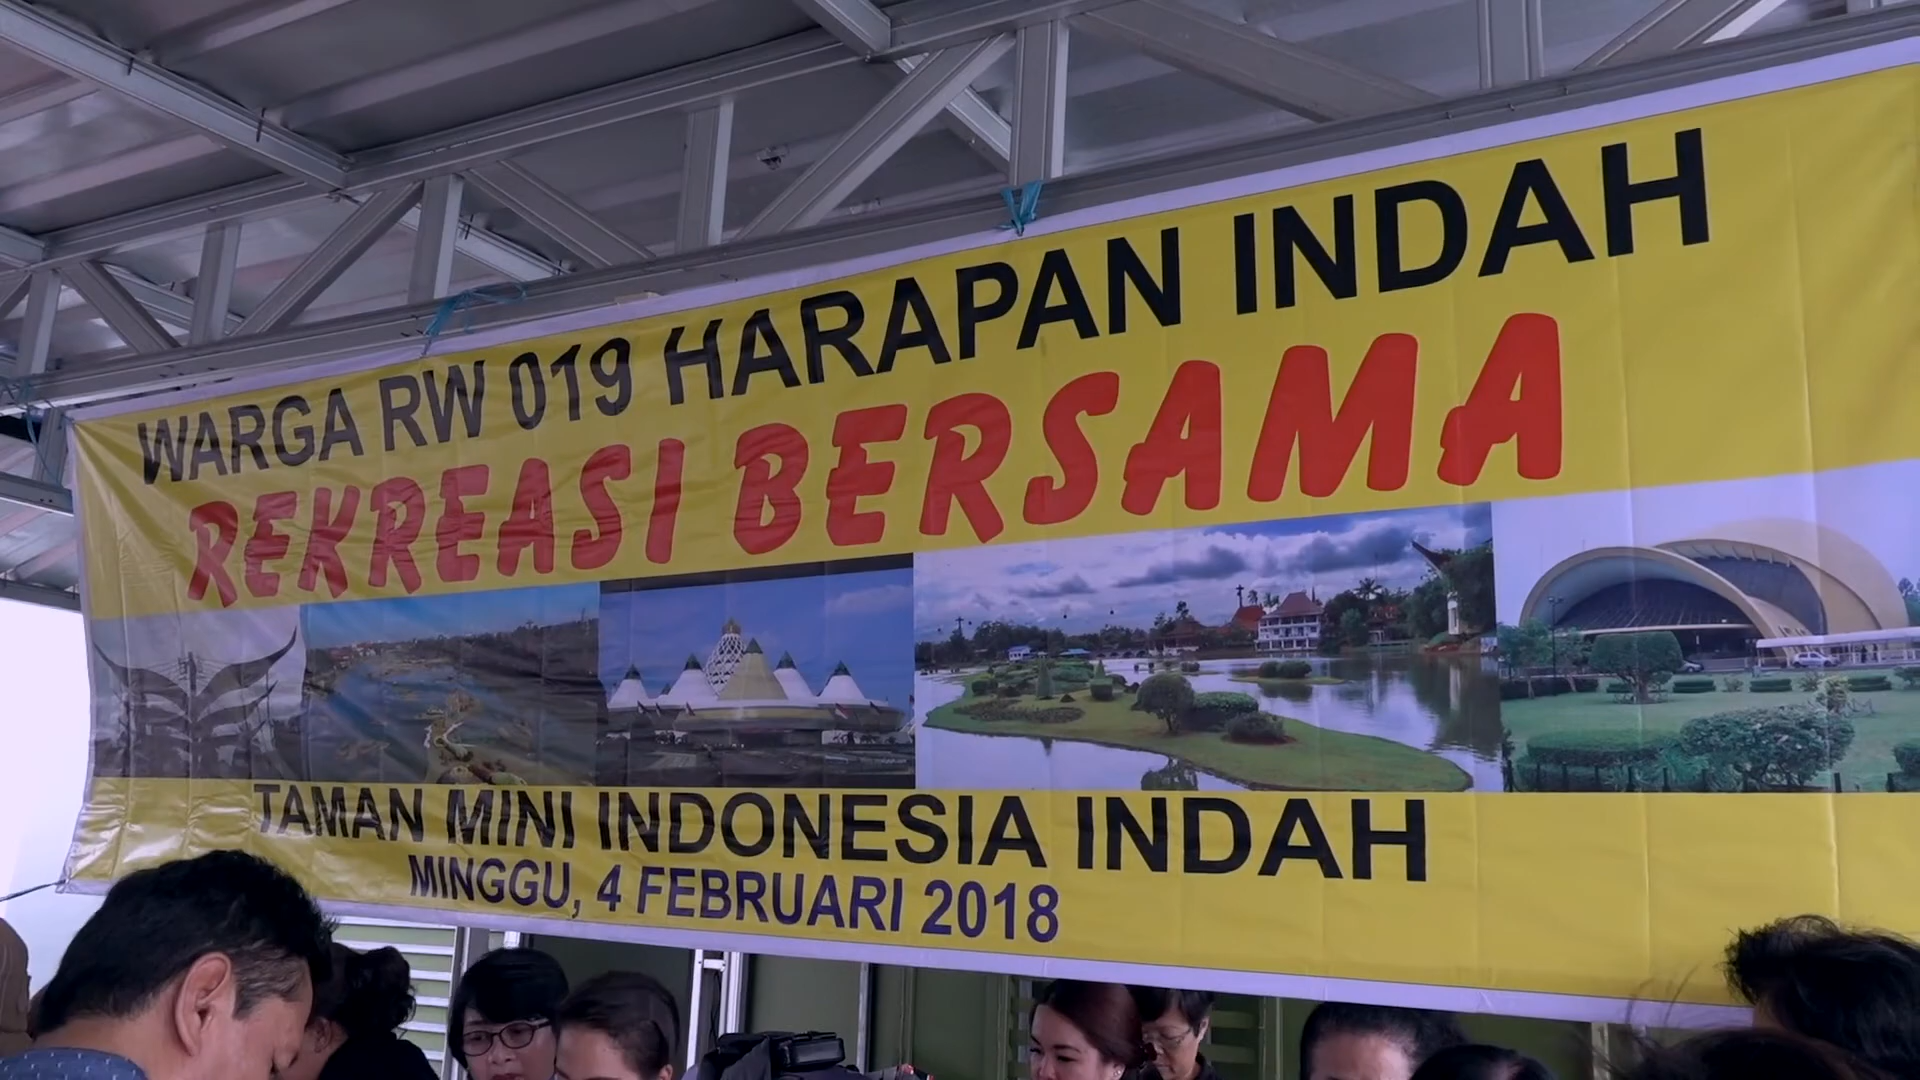 WARGA RW 019 HARAPAN INDAH
REKREASI BERSAMA
TAMAN MINI INDONESIA INDAH
MINGGU, 4 FEBRUARI 2018